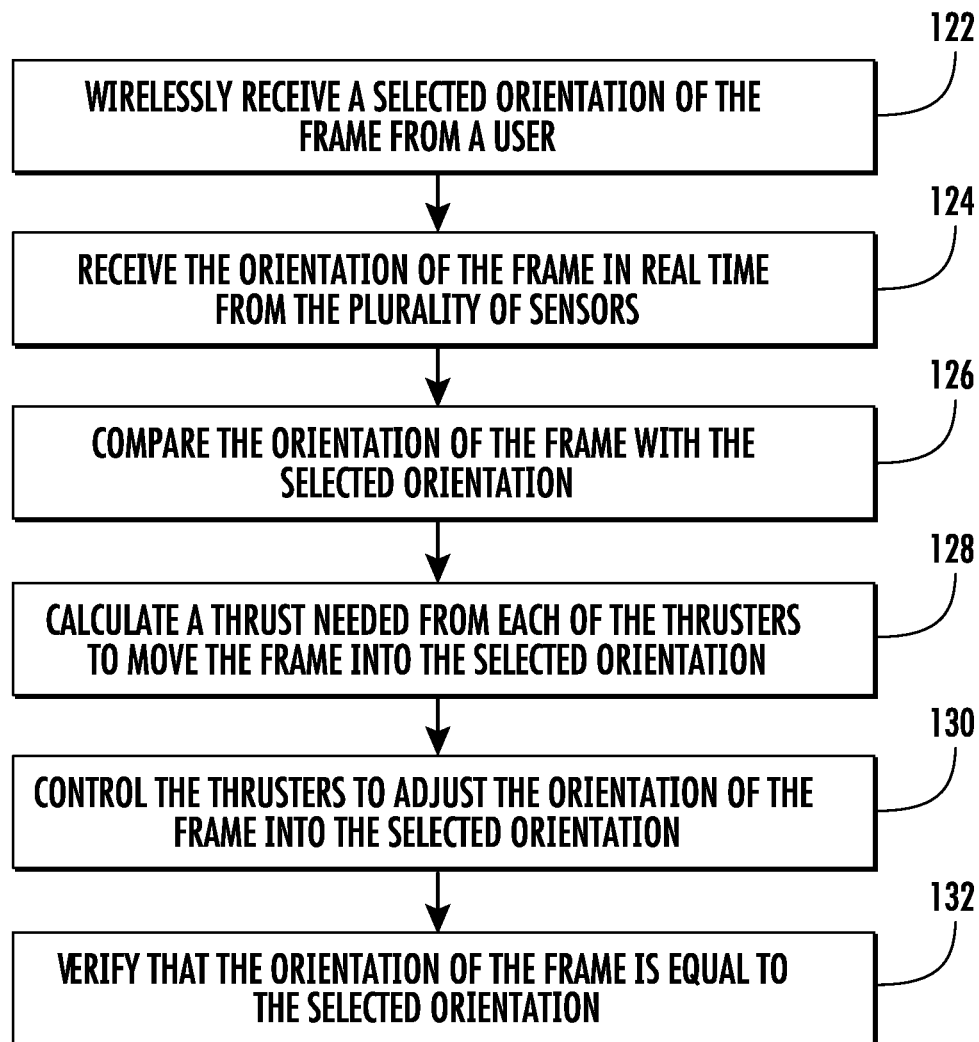 122
WIRELESSLY RECEIVE A SELECTED ORIENTATION OF THE
FRAME FROM A USER
124
RECEIVE THE ORIENTATION OF THE FRAME IN REAL TIME
FROM THE PLURALITY OF SENSORS
126
COMPARE THE ORIENTATION OF THE FRAME WITH THE
SELECTED ORIENTATION
128
CALCULATE A THRUST NEEDED FROM EACH OF THE THRUSTERS
TO MOVE THE FRAME INTO THE SELECTED ORIENTATION
130
CONTROL THE THRUSTERS TO ADJUST THE ORIENTATION OF THE
FRAME INTO THE SELECTED ORIENTATION
132
VERIFY THAT THE ORIENTATION OF THE FRAME IS EQUAL TO
THE SELECTED ORIENTATION